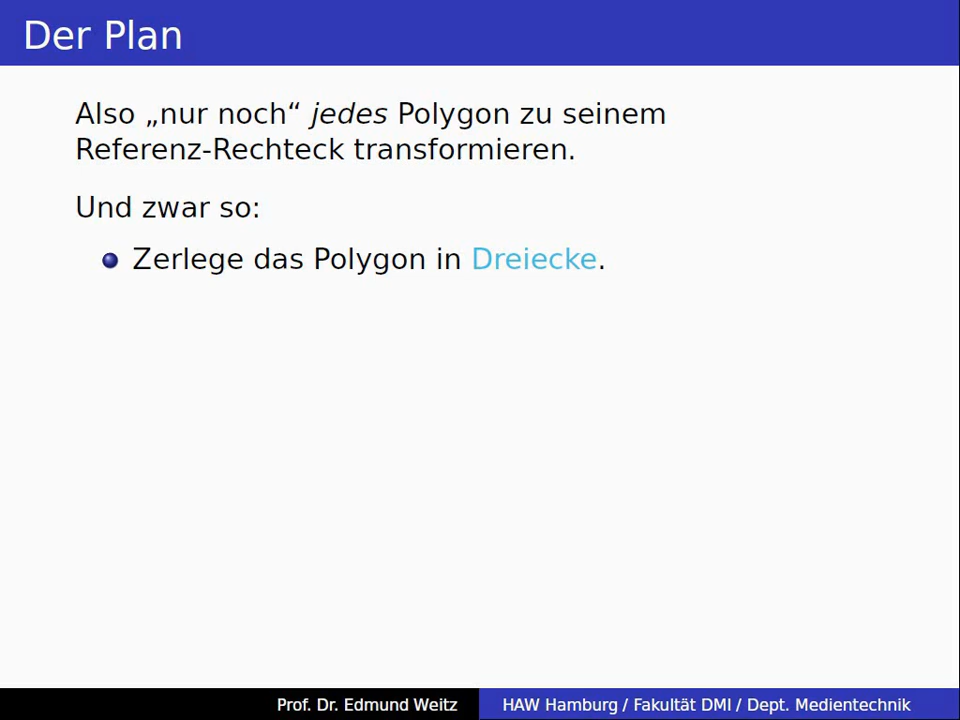 Der Plan
Also „nur noch“ jedes Polygon zu seinem
Referenz-Rechteck transformieren.
Und zwar so:
Zerlege das Polygon in Dreiecke.
Prof. Dr. Edmund Weitz
HAW Hamburg / Fakultät DMI / Dept. Medientechnik